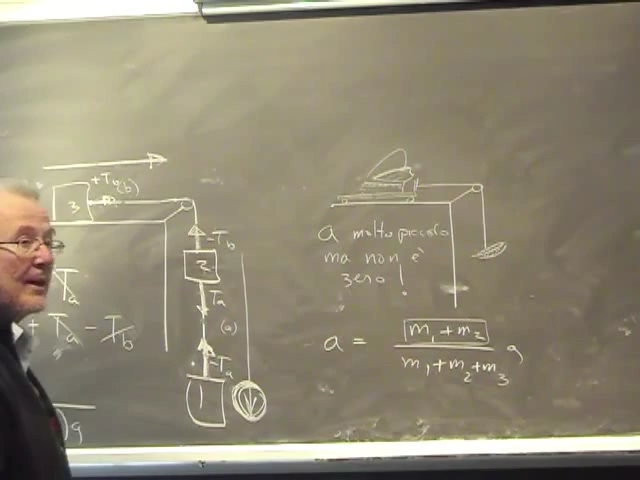 +T_b (b)
3
-T_b
2
T_a
(a)
-T_a
1
T_a
+ T_a - T_b
)g
a molto piccolo
ma non è
zero!
a = (m_1 + m_2) / (m_1 + m_2 + m_3) g